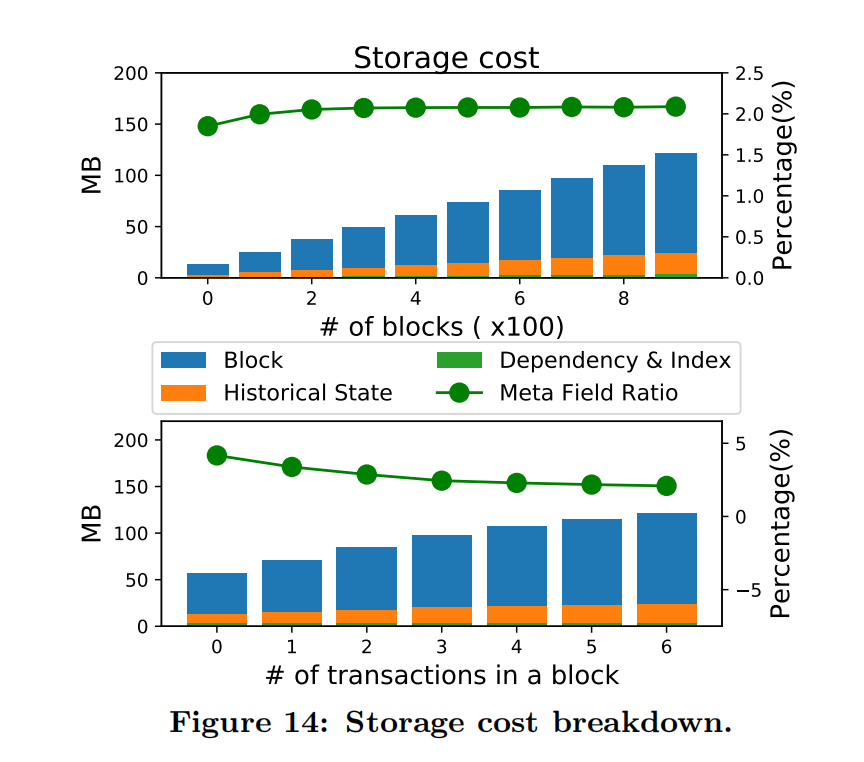 Storage cost
200
150
100
50
0
MB
2.5
2.0
1.5
1.0
0.5
0.0
Percentage(%)
0 2 4 6 8
# of blocks ( x100)
Block Dependency & Index
Historical State Meta Field Ratio
200
150
100
50
0
MB
5
0
−5
Percentage(%)
0 1 2 3 4 5 6
# of transactions in a block
Figure 14: Storage cost breakdown.